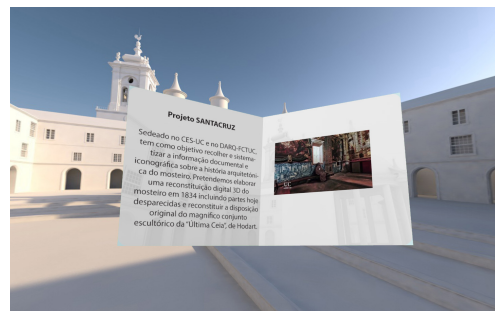 Projeto SANTACRUZ
Sedeado no CES-UC e no DARQ-FCTUC,
tem como objetivo recolher e sistema-
tizar a informação documental e
iconográfica sobre a história arquitetóni-
ca do mosteiro. Pretendemos elaborar
uma reconstituição digital 3D do
mosteiro em 1834 incluindo partes hoje
desparecidas e reconstituir a disposição
original do magnífico conjunto
escultórico da "Última Ceia", de Hodart.